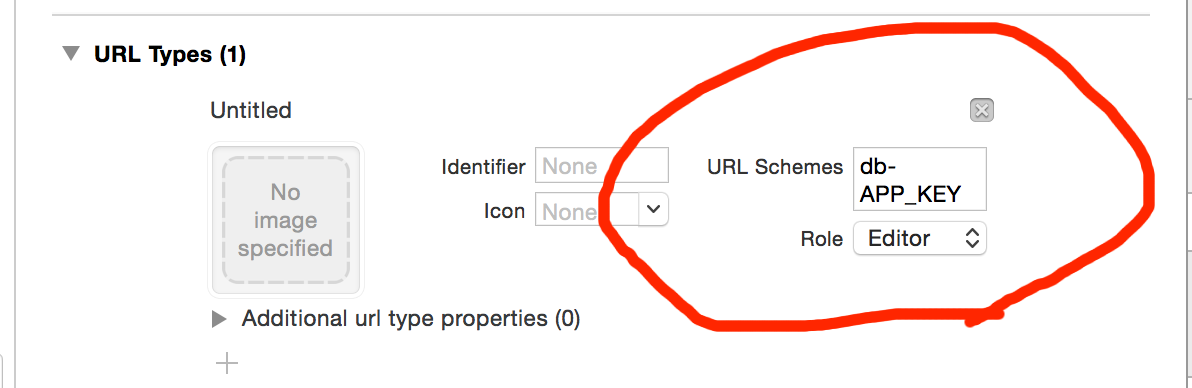 URL Types (1)
Untitled
No
image
specified
Identifier None
Icon None
URL Schemes db-
APP_KEY
Role Editor
Additional url type properties (0)